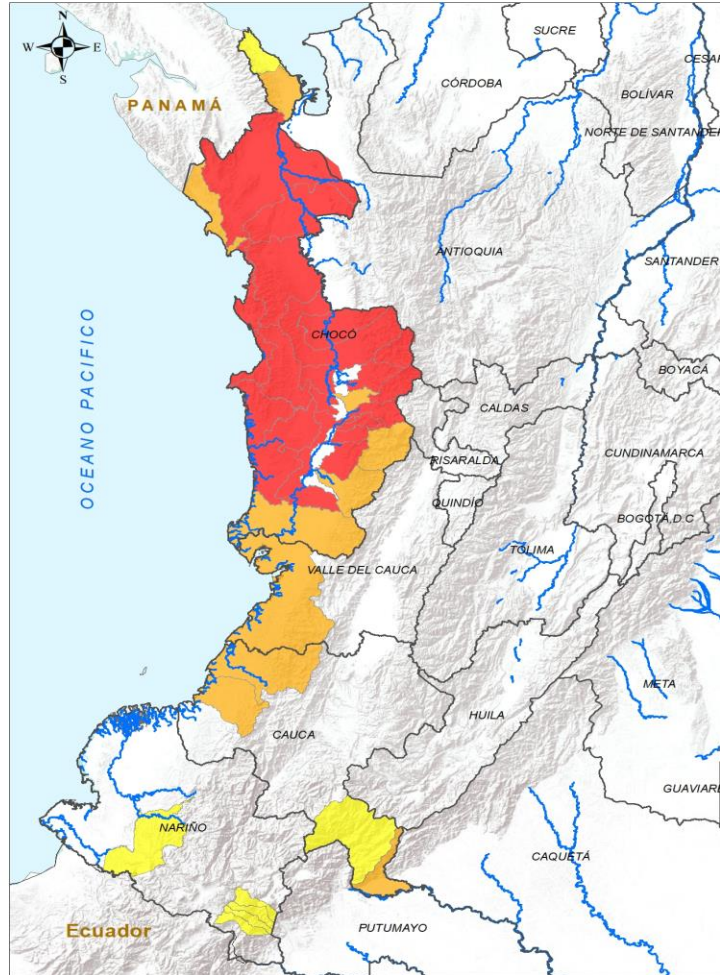 N
W E
S
PANAMÁ
SUCRE
CÓRDOBA
CESAR
BOLÍVAR
NORTE DE SANTANDER
ANTIOQUIA
SANTANDER
OCEANO PACIFICO
CHOCÓ
BOYACÁ
CALDAS
CUNDINAMARCA
RISARALDA
QUINDÍO
BOGOTÁ,D.C
TOLIMA
VALLE DEL CAUCA
META
HUILA
CAUCA
GUAVIARE
NARIÑO
CAQUETÁ
Ecuador
PUTUMAYO